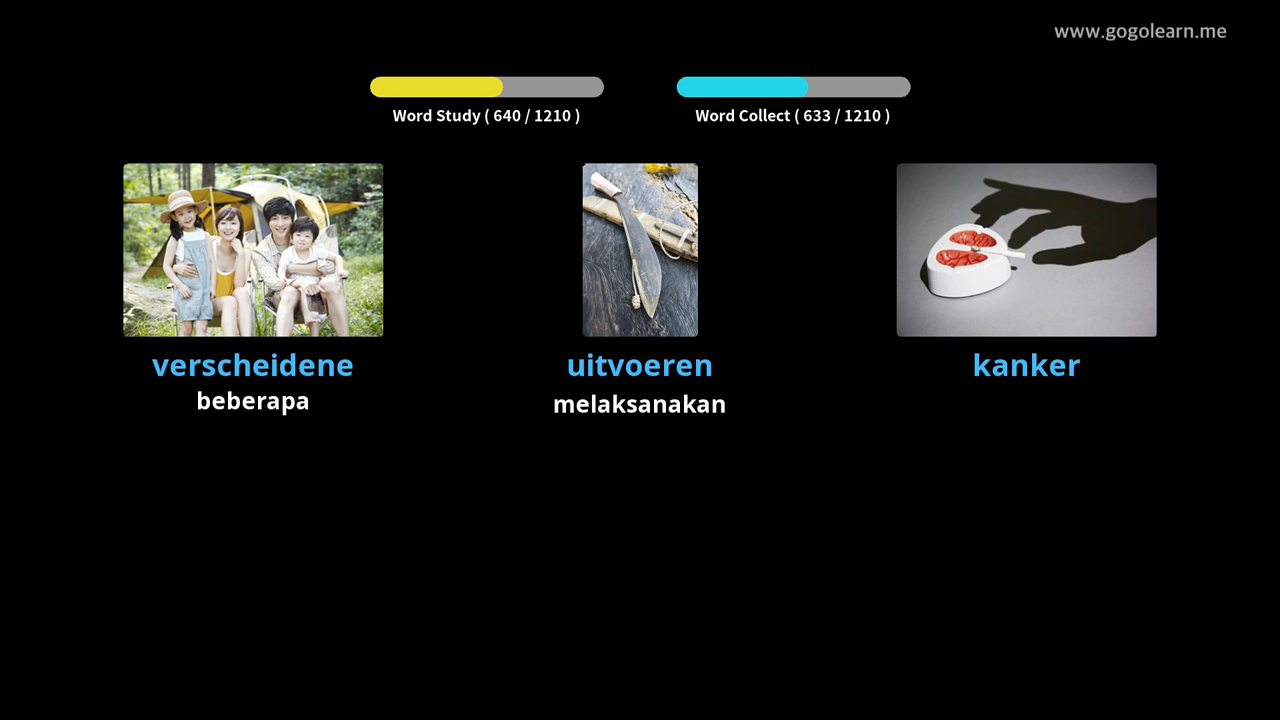 www.gogolearn.me
Word Study ( 640 / 1210 )
Word Collect ( 633 / 1210 )
verscheidene
beberapa
uitvoeren
melaksanakan
kanker